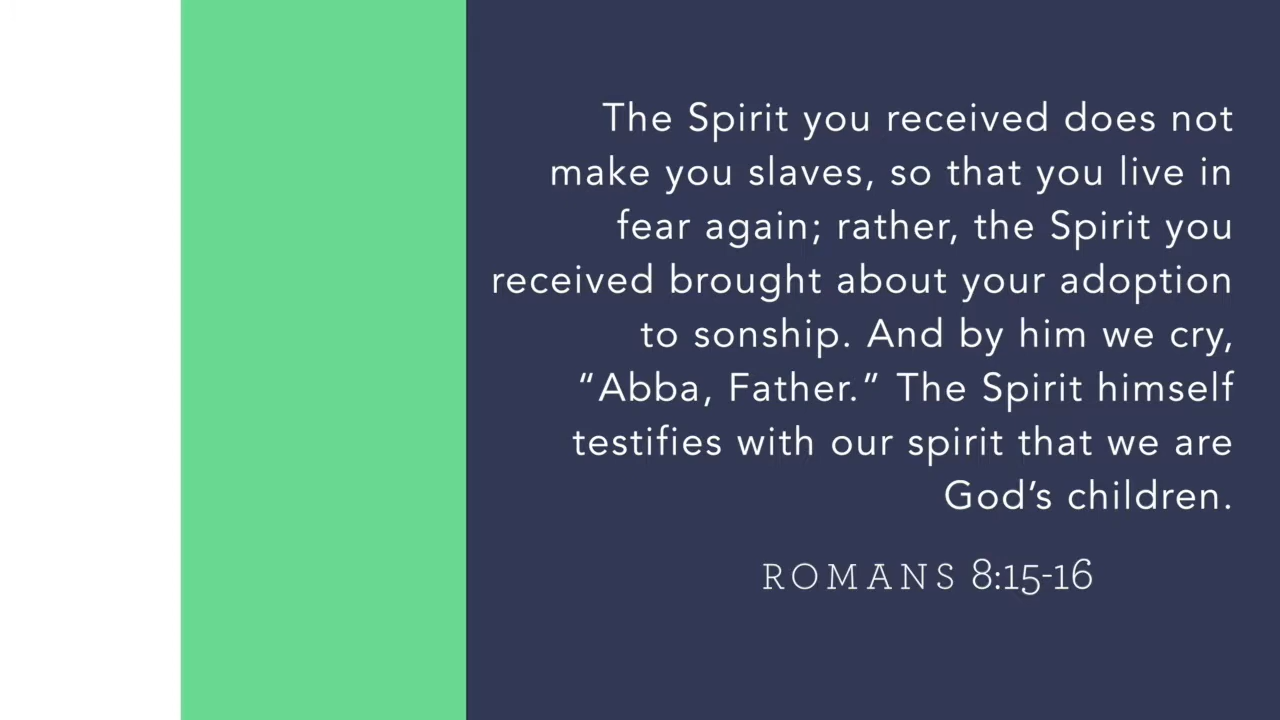 The Spirit you received does not
make you slaves, so that you live in
fear again; rather, the Spirit you
received brought about your adoption
to sonship. And by him we cry,
“Abba, Father.” The Spirit himself
testifies with our spirit that we are
God’s children.
ROMANS 8:15-16